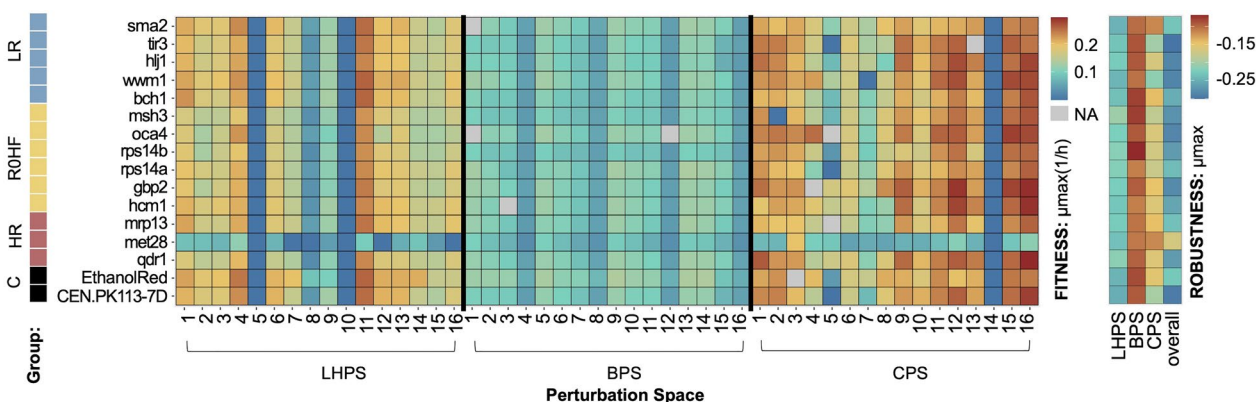 Group:
LR
R0HF
HR
C
sma2
tir3
hlj1
wwm1
bch1
msh3
oca4
rps14b
rps14a
gbp2
hcm1
mrp13
met28
qdr1
EthanolRed
CEN.PK113-7D
1 2 3 4 5 6 7 8 9 10 11 12 13 14 15 16
LHPS
1 2 3 4 5 6 7 8 9 10 11 12 13 14 15 16
BPS
1 2 3 4 5 6 7 8 9 10 11 12 13 14 15 16
CPS
Perturbation Space
0.2
0.1
NA
FITNESS: µmax(1/h)
LHPS
BPS
CPS
overall
-0.15
-0.25
ROBUSTNESS: µmax